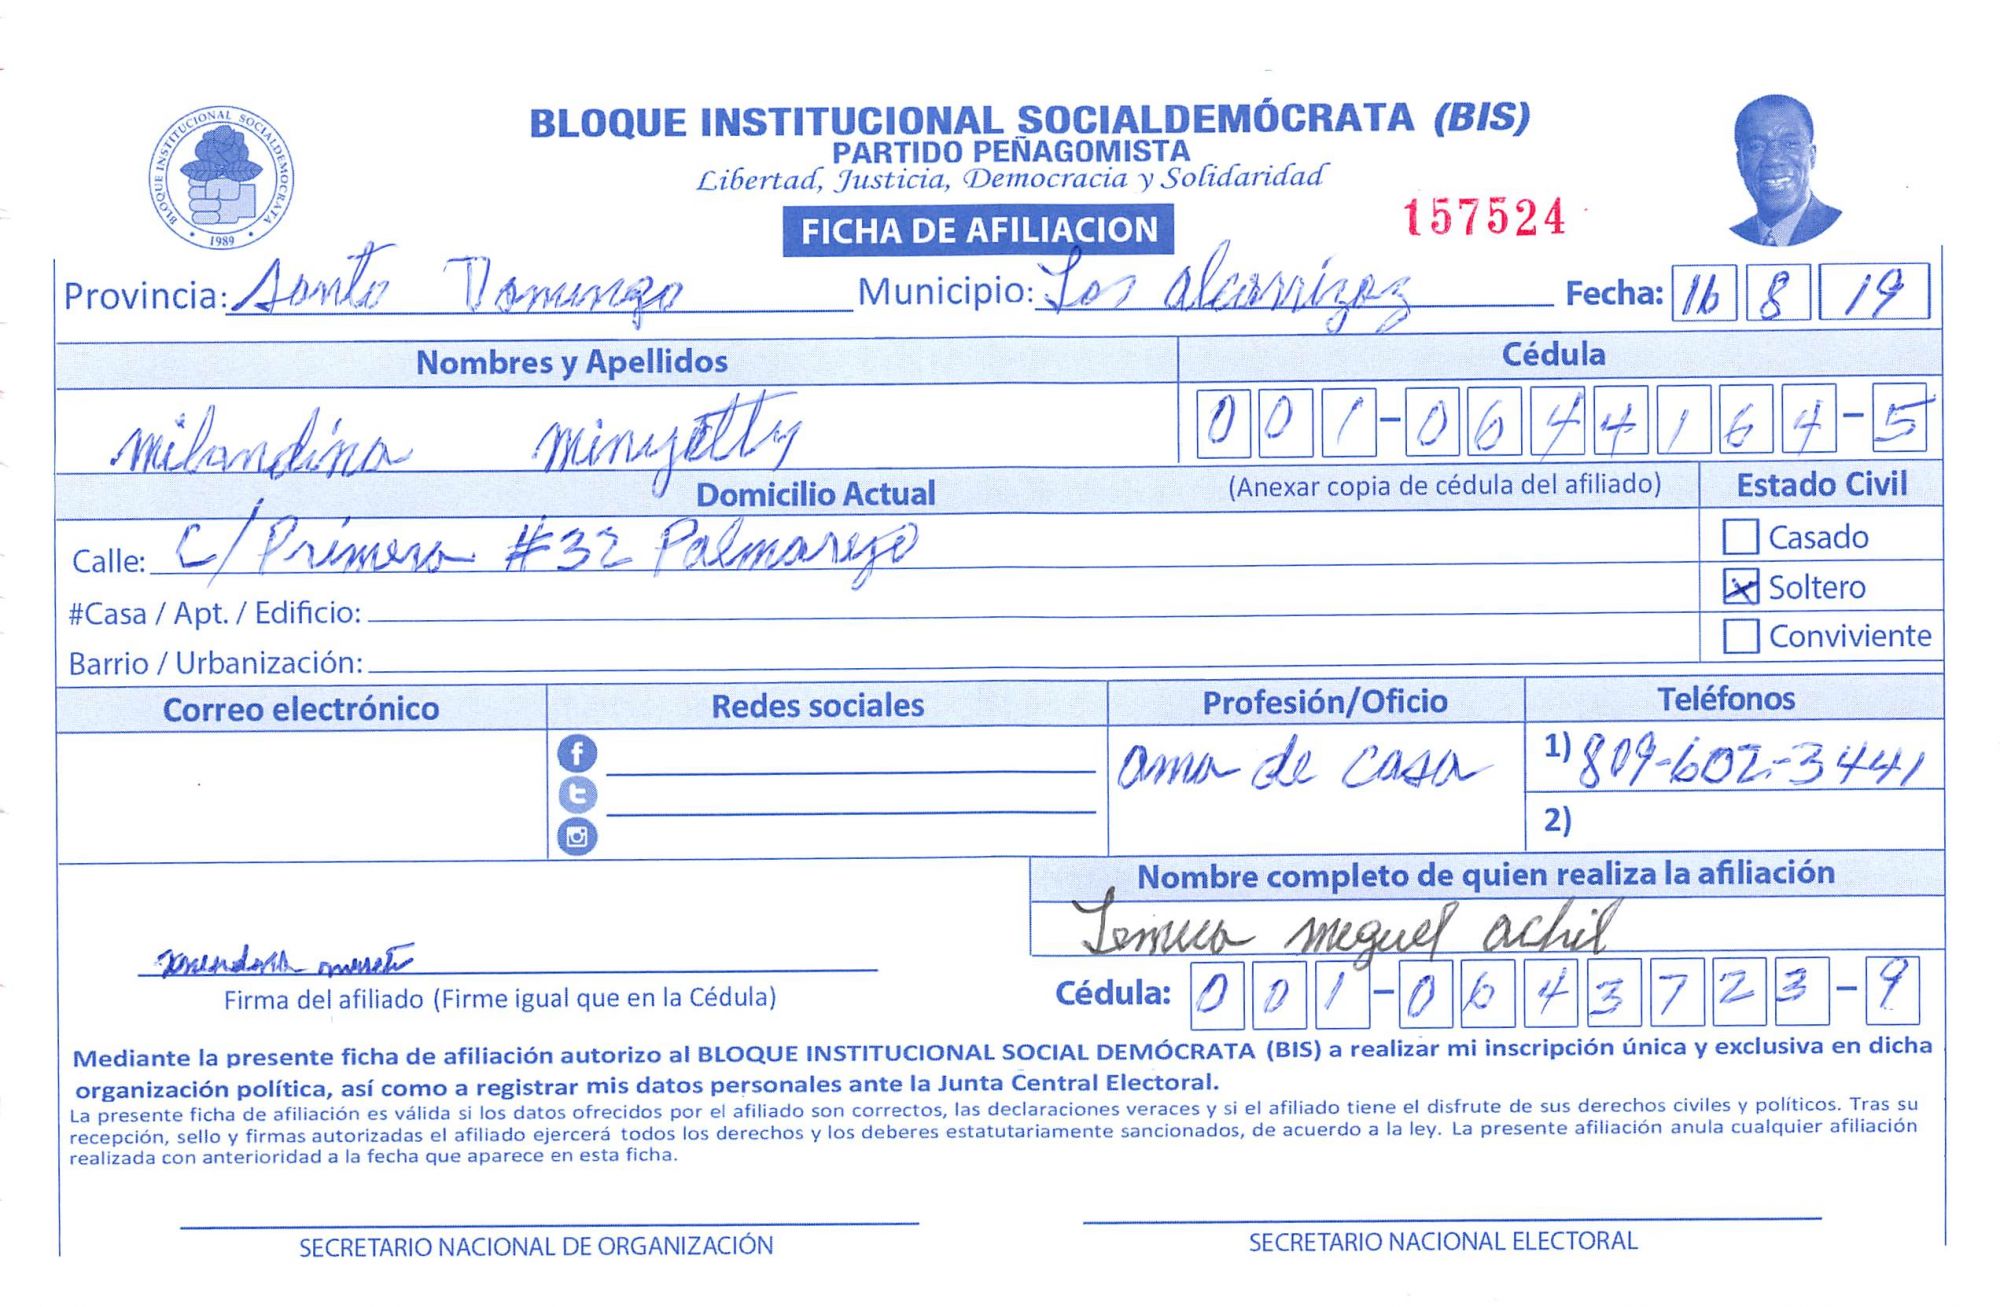 BLOQUE INSTITUCIONAL SOCIALDEMOCRATA
1989
BLOQUE INSTITUCIONAL SOCIALDEMÓCRATA (BIS)
PARTIDO PEÑAGOMISTA
Libertad, Justicia, Democracia y Solidaridad
FICHA DE AFILIACION
157524
Provincia: Santo Domingo Municipio: Los alcarrizoz Fecha: 16 8 19
Nombres y Apellidos Cédula
milandina minyetty 001-0644164-5
Domicilio Actual (Anexar copia de cédula del afiliado) Estado Civil
Calle: C/ Primera #32 Palmarejo
Casado
Soltero
Conviviente
#Casa / Apt. / Edificio:
Barrio / Urbanización:
Correo electrónico Redes sociales Profesión/Oficio Teléfonos
ama de casa 1) 809-602-3441
2)
Nombre completo de quien realiza la afiliación
meguel achil
Firma del afiliado (Firme igual que en la Cédula) Cédula: 001-0643723-9
Mediante la presente ficha de afiliación autorizo al BLOQUE INSTITUCIONAL SOCIAL DEMÓCRATA (BIS) a realizar mi inscripción única y exclusiva en dicha
organización política, así como a registrar mis datos personales ante la Junta Central Electoral.
La presente ficha de afiliación es válida si los datos ofrecidos por el afiliado son correctos, las declaraciones veraces y si el afiliado tiene el disfrute de sus derechos civiles y políticos. Tras su
recepción, sello y firmas autorizadas el afiliado ejercerá todos los derechos y los deberes estatutariamente sancionados, de acuerdo a la ley. La presente afiliación anula cualquier afiliación
realizada con anterioridad a la fecha que aparece en esta ficha.
SECRETARIO NACIONAL DE ORGANIZACIÓN SECRETARIO NACIONAL ELECTORAL